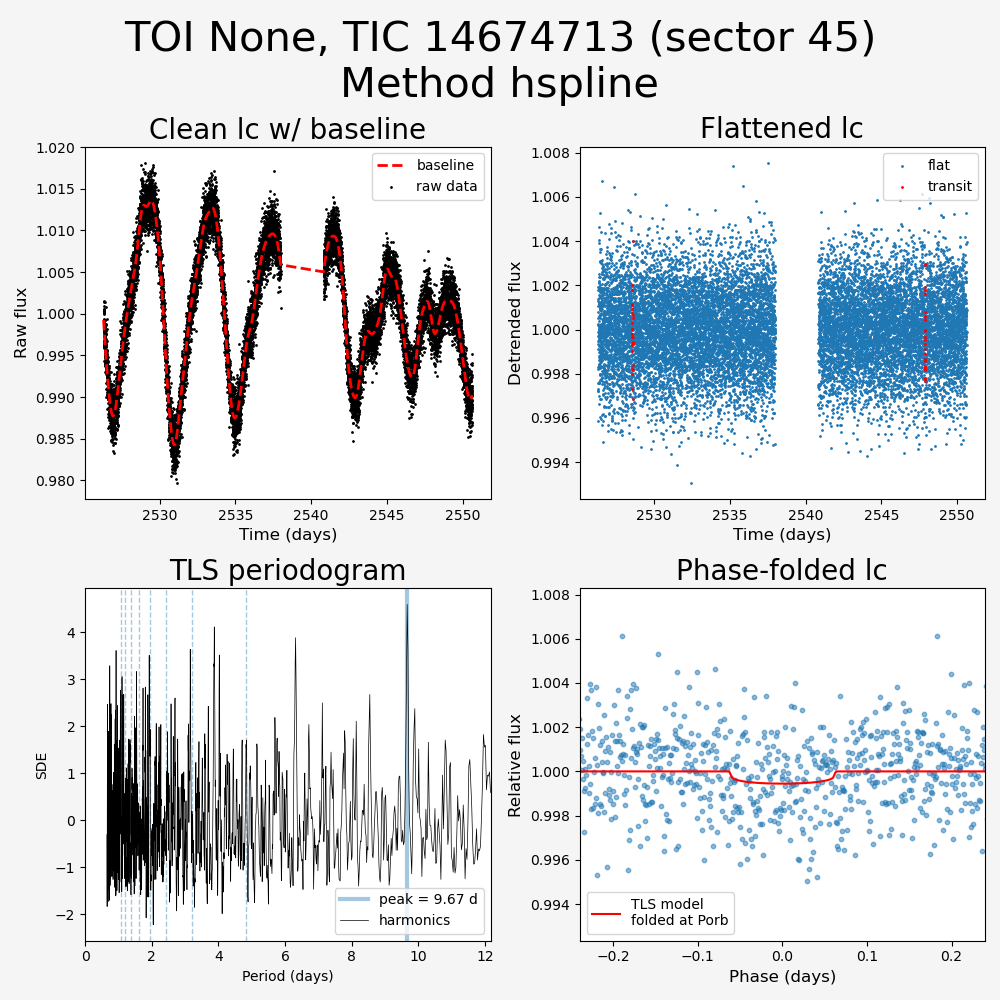 TOI None, TIC 14674713 (sector 45)
Method hspline
Clean lc w/ baseline
1.020
1.015
1.010
1.005
1.000
0.995
0.990
0.985
0.980
Raw flux
baseline
raw data
2530
2535
2540
2545
2550
Time (days)
Flattened lc
1.008
1.006
1.004
1.002
1.000
0.998
0.996
0.994
Detrended flux
flat
transit
2530
2535
2540
2545
2550
Time (days)
TLS periodogram
4
3
2
1
0
−1
−2
SDE
peak = 9.67 d
harmonics
0
2
4
6
8
10
12
Period (days)
Phase-folded lc
1.008
1.006
1.004
1.002
1.000
0.998
0.996
0.994
Relative flux
TLS model
folded at Porb
−0.2
−0.1
0.0
0.1
0.2
Phase (days)